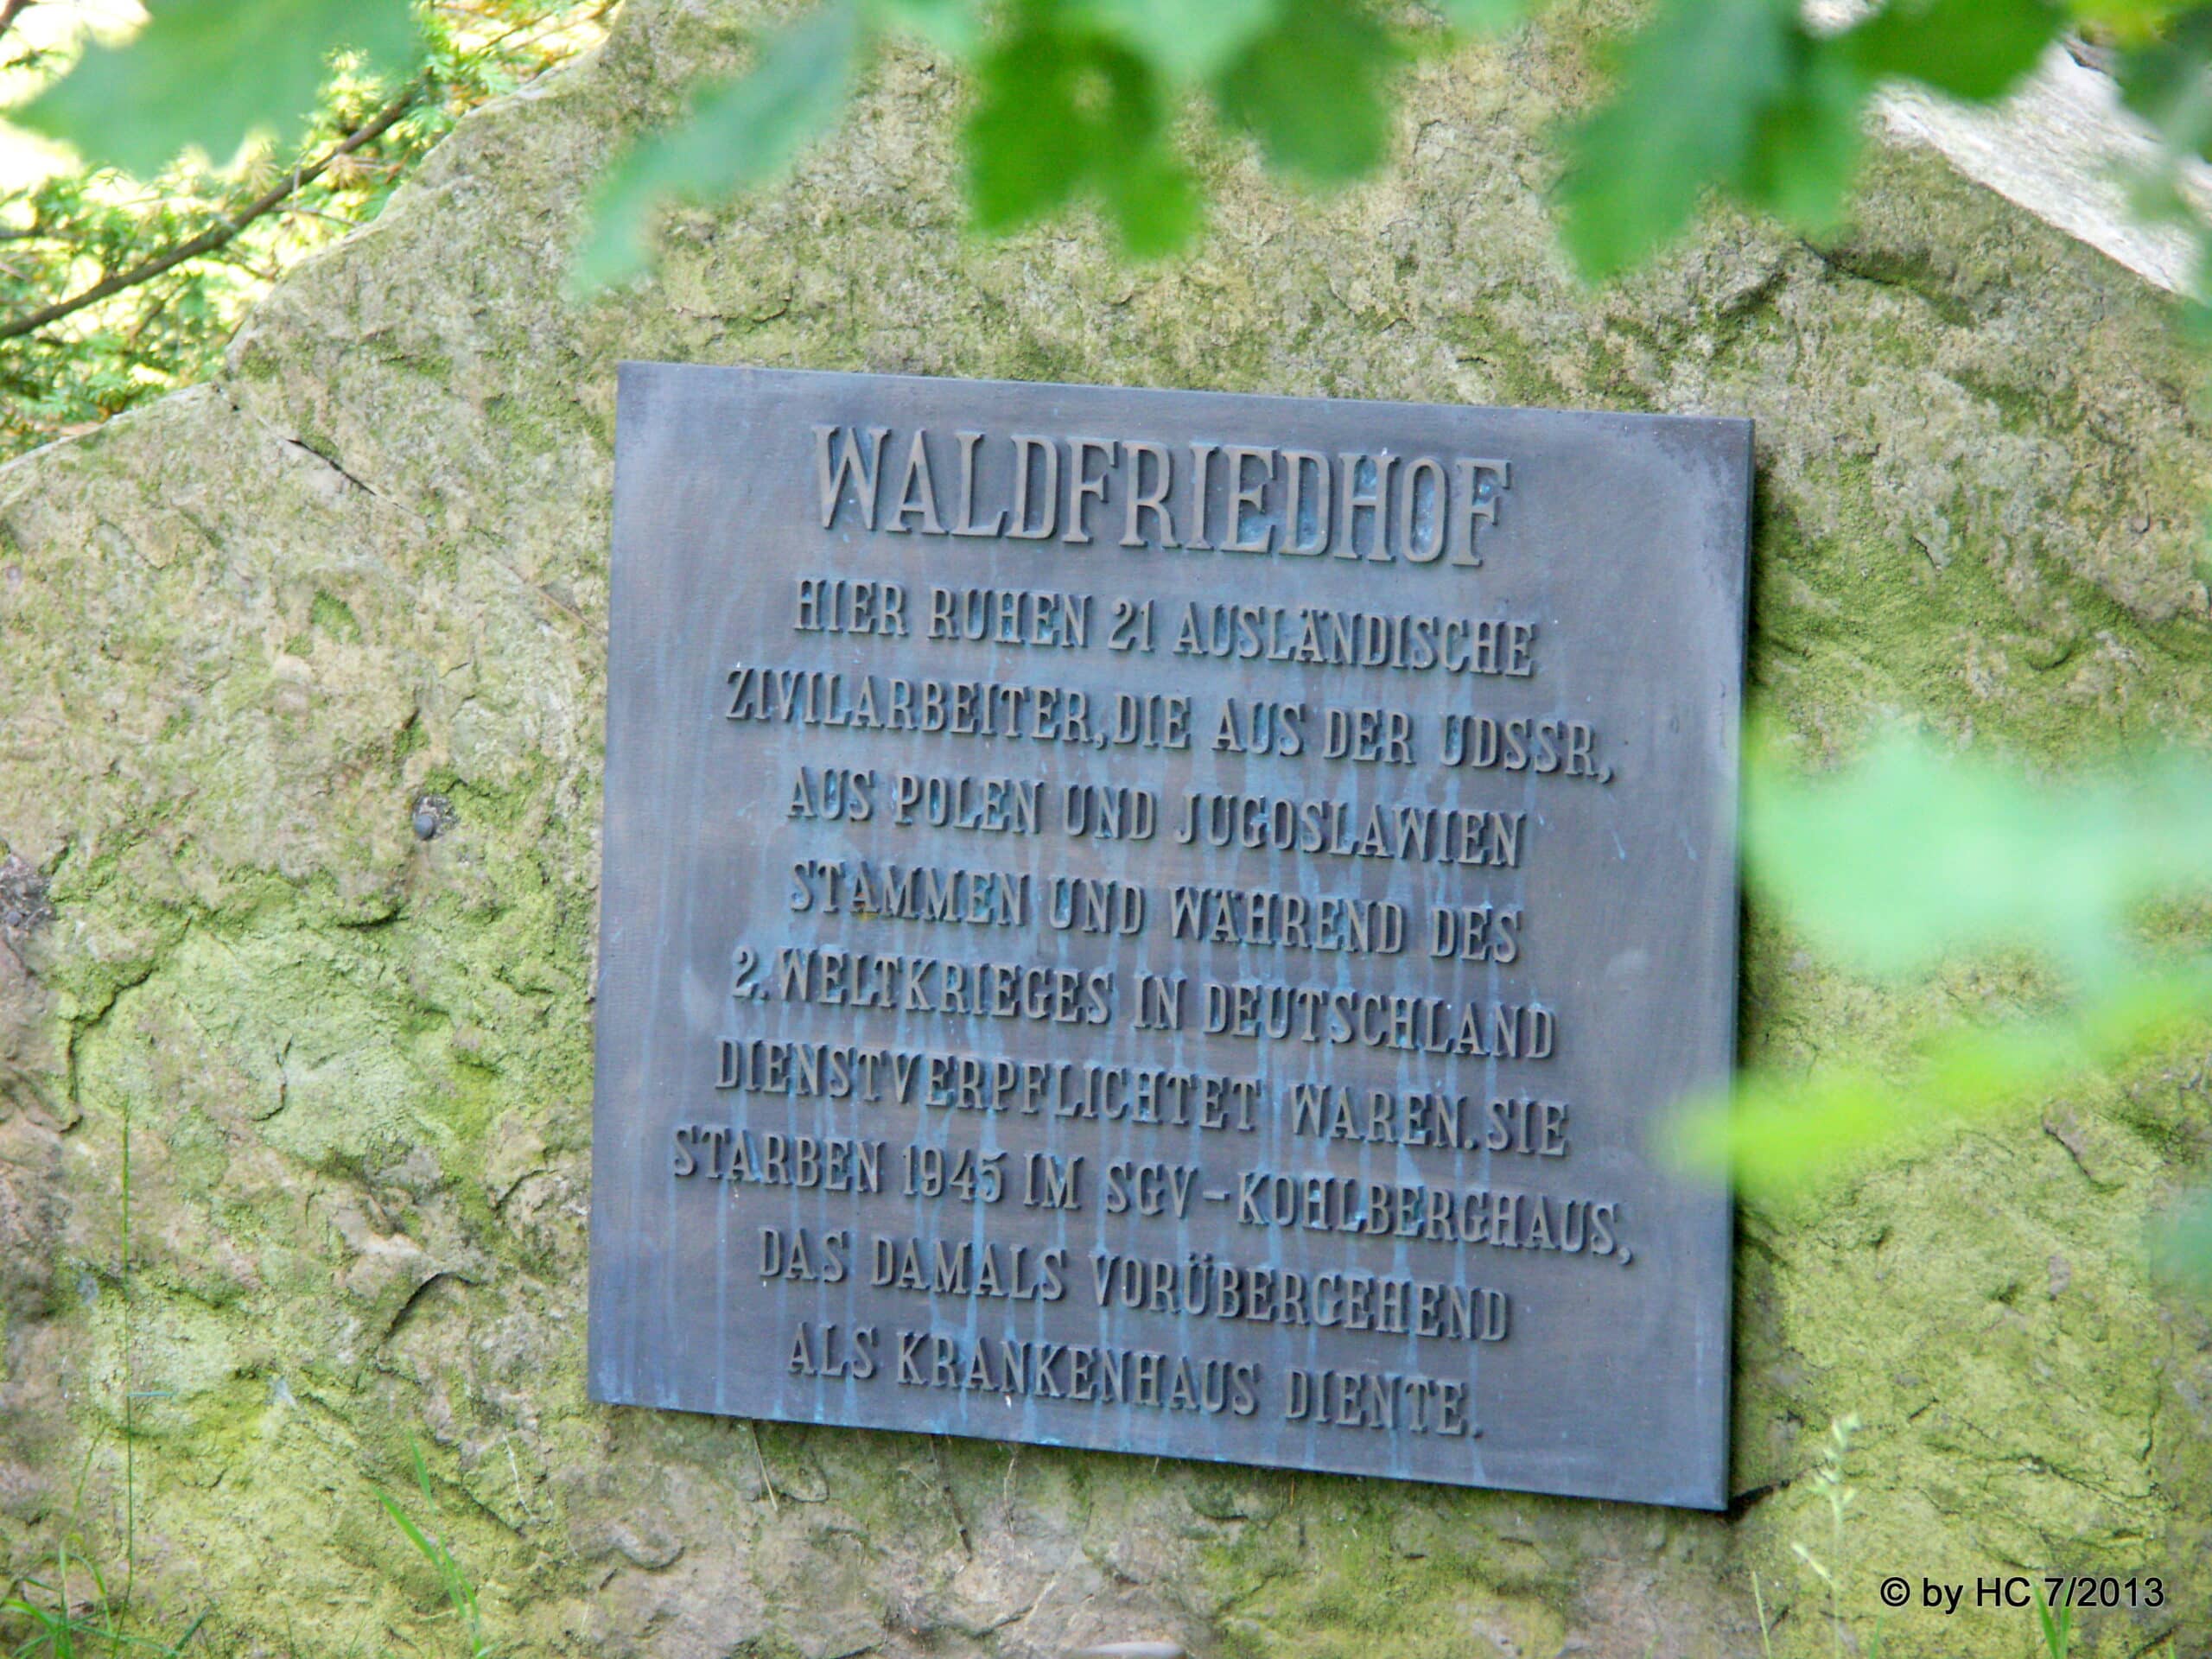 WALDFRIEDHOF
HIER RUHEN 21 AUSLÄNDISCHE
ZIVILARBEITER, DIE AUS DER UDSSR,
AUS POLEN UND JUGOSLAWIEN
STAMMEN UND WÄHREND DES
2. WELTKRIEGES IN DEUTSCHLAND
DIENSTVERPFLICHTET WAREN. SIE
STARBEN 1945 IM SGV-KOHLBERGHAUS,
DAS DAMALS VORÜBERGEHEND
ALS KRANKENHAUS DIENTE.
© by HC 7/2013